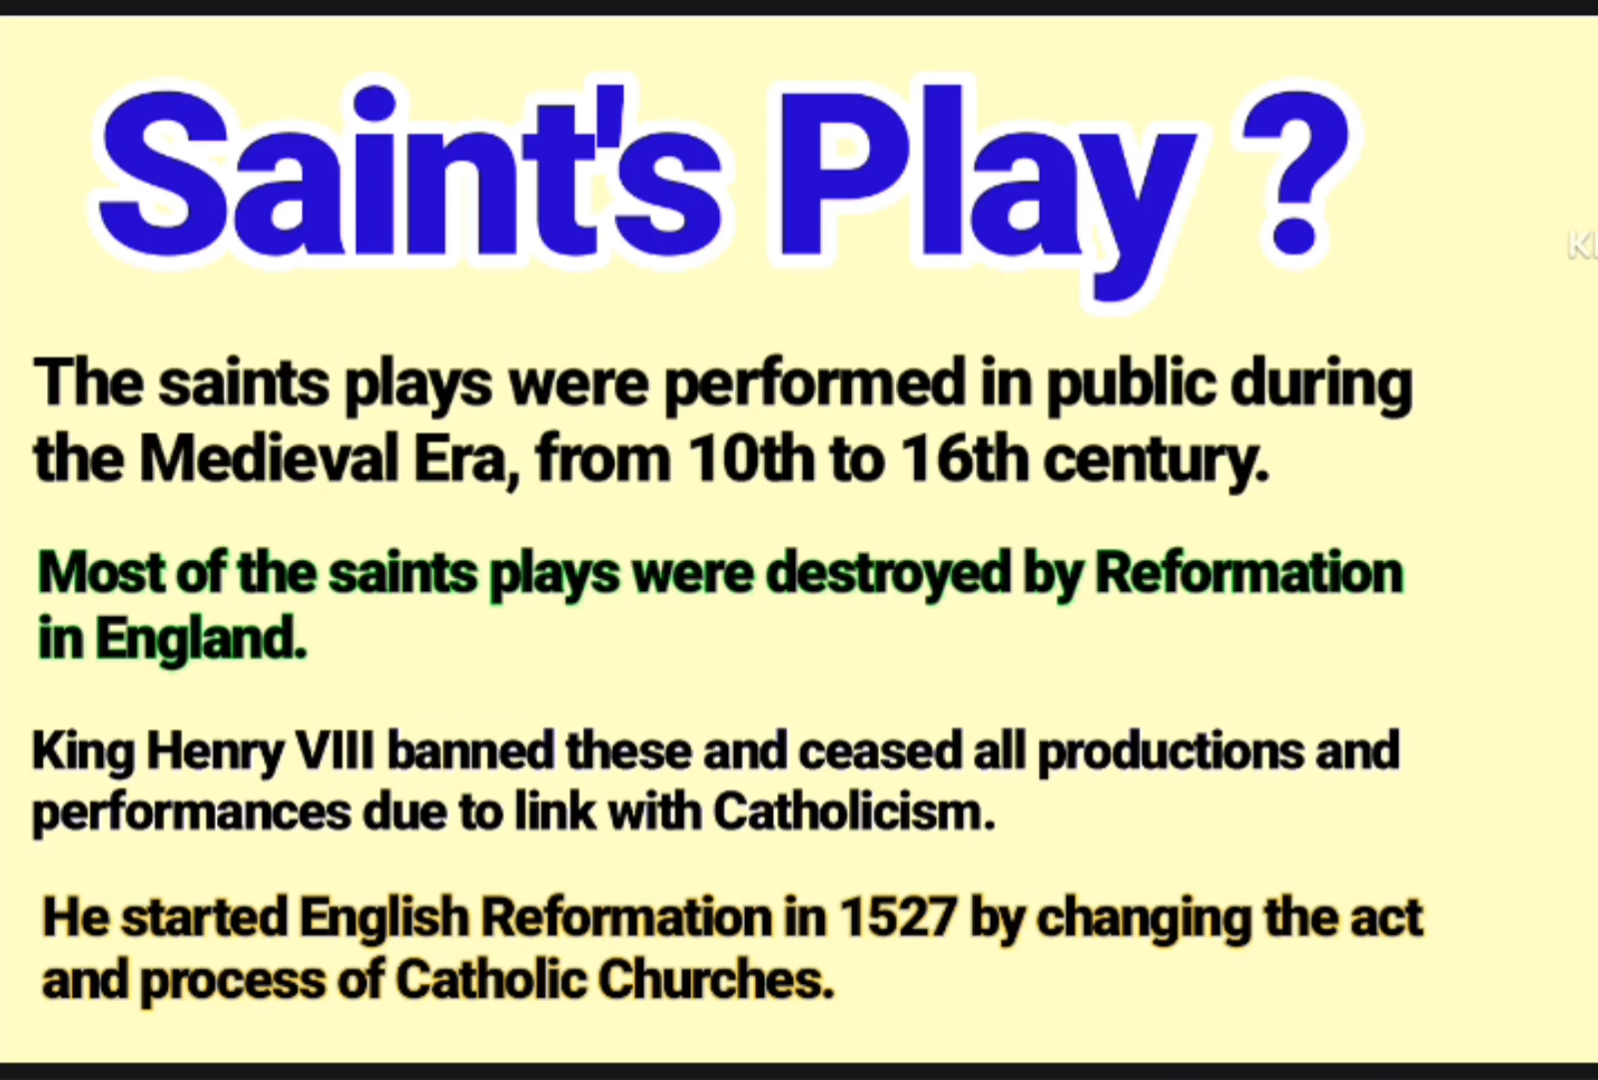 Saint's Play ?
The saints plays were performed in public during
the Medieval Era, from 10th to 16th century.
Most of the saints plays were destroyed by Reformation
in England.
King Henry VIII banned these and ceased all productions and
performances due to link with Catholicism.
He started English Reformation in 1527 by changing the act
and process of Catholic Churches.